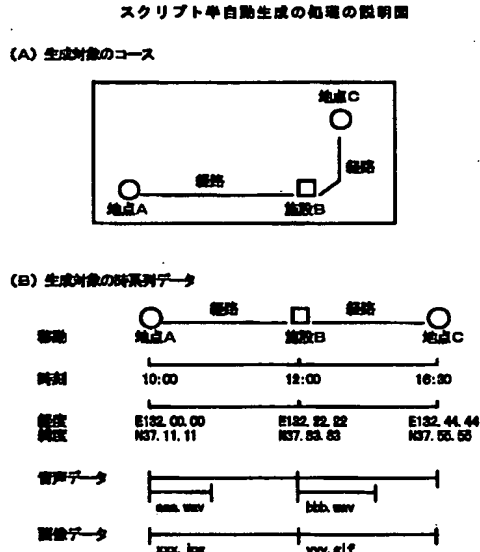 スクリプト半自動生成の処理の説明図
(A) 生成対象のコース
地点C
経路
経路
地点A 施設B
(B) 生成対象の時系列データ
経路 経路
移動 地点A 施設B 地点C
時刻 10:00 12:00 16:30
経度 E132.00.00 E132.22.22 E132.44.44
緯度 N37.11.11 N37.33.33 N37.55.55
音声データ
aaa.wav bbb.wav
画像データ
xxx.jpg yyy.gif